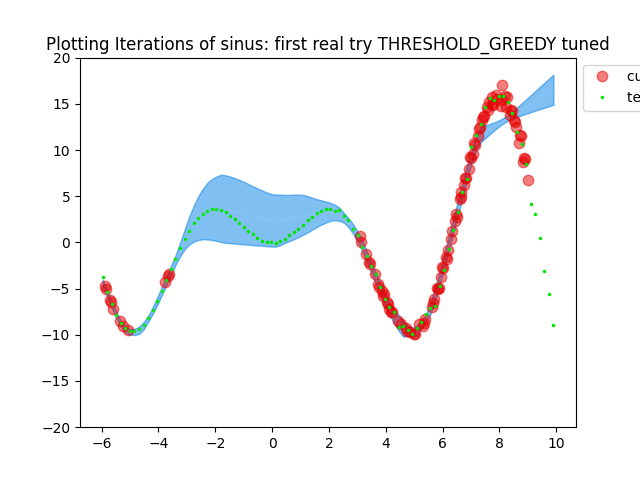 Plotting Iterations of sinus: first real try THRESHOLD_GREEDY tuned
20
15
10
5
0
−5
−10
−15
−20
−6 −4 −2 0 2 4 6 8 10
cu
te